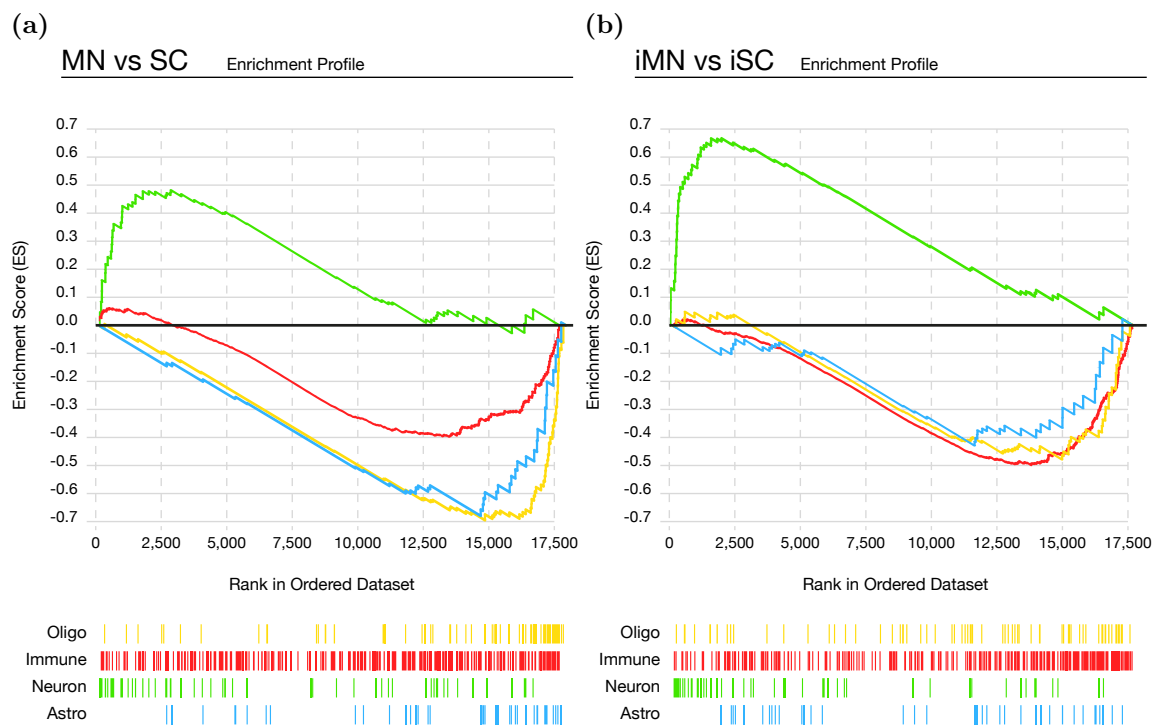 (a)
MN vs SC Enrichment Profile
0.7
0.6
0.5
0.4
0.3
0.2
0.1
0.0
-0.1
-0.2
-0.3
-0.4
-0.5
-0.6
-0.7
Enrichment Score (ES)
0 2,500 5,000 7,500 10,000 12,500 15,000 17,500
Rank in Ordered Dataset
Oligo
Immune
Neuron
Astro
(b)
iMN vs iSC Enrichment Profile
0.7
0.6
0.5
0.4
0.3
0.2
0.1
0.0
-0.1
-0.2
-0.3
-0.4
-0.5
-0.6
-0.7
Enrichment Score (ES)
0 2,500 5,000 7,500 10,000 12,500 15,000 17,500
Rank in Ordered Dataset
Oligo
Immune
Neuron
Astro